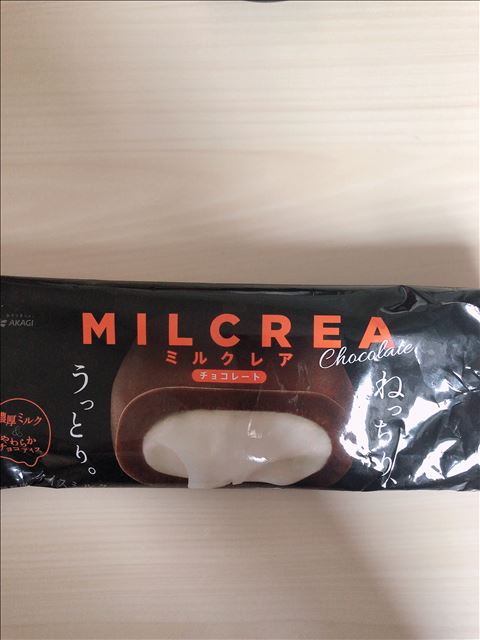 AKAGI
MILCREA
ミルクレア
Chocolate
チョコレート
ねっちり、
うっとり。
濃厚ミルク
&
やわらか
チョコアイス